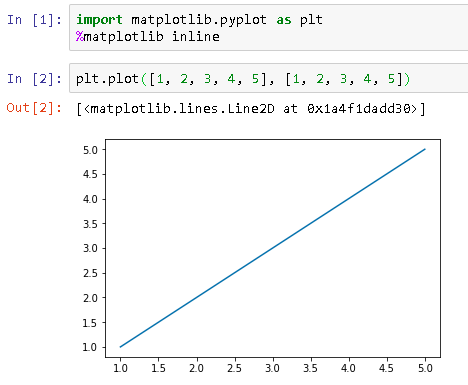 In [1]: import matplotlib.pyplot as plt
%matplotlib inline
In [2]: plt.plot([1, 2, 3, 4, 5], [1, 2, 3, 4, 5])
Out[2]: [<matplotlib.lines.Line2D at 0x1a4f1dadd30>]
5.0
4.5
4.0
3.5
3.0
2.5
2.0
1.5
1.0
1.0 1.5 2.0 2.5 3.0 3.5 4.0 4.5 5.0